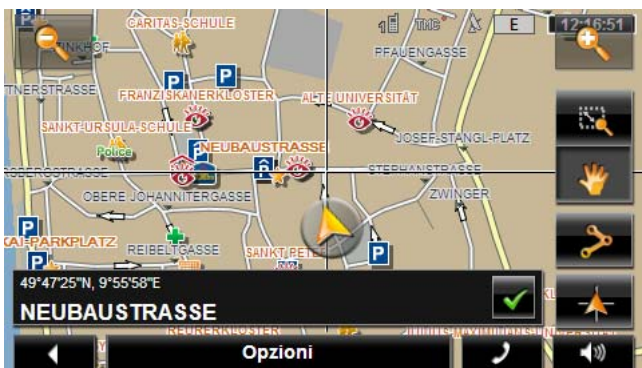 CARITAS-SCHULE
TMC
E
12:16:51
PFAUENGASSE
P
P
FRANZISKANERKLOSTER
ALTE UNIVERSITÄT
SANKT-URSULA-SCHULE
JOSEF-STANGL-PLATZ
Police
NEUBAUSTRASSE
STEPHANSTRASSE
OBERE JOHANNITERGASSE
ZWINGER
P
KAI-PARKPLATZ
REIBELTGASSE
SANKT PETE
P
P
49°47'25"N, 9°55'58"E
NEUBAUSTRASSE
REURERKLOSTER
Opzioni